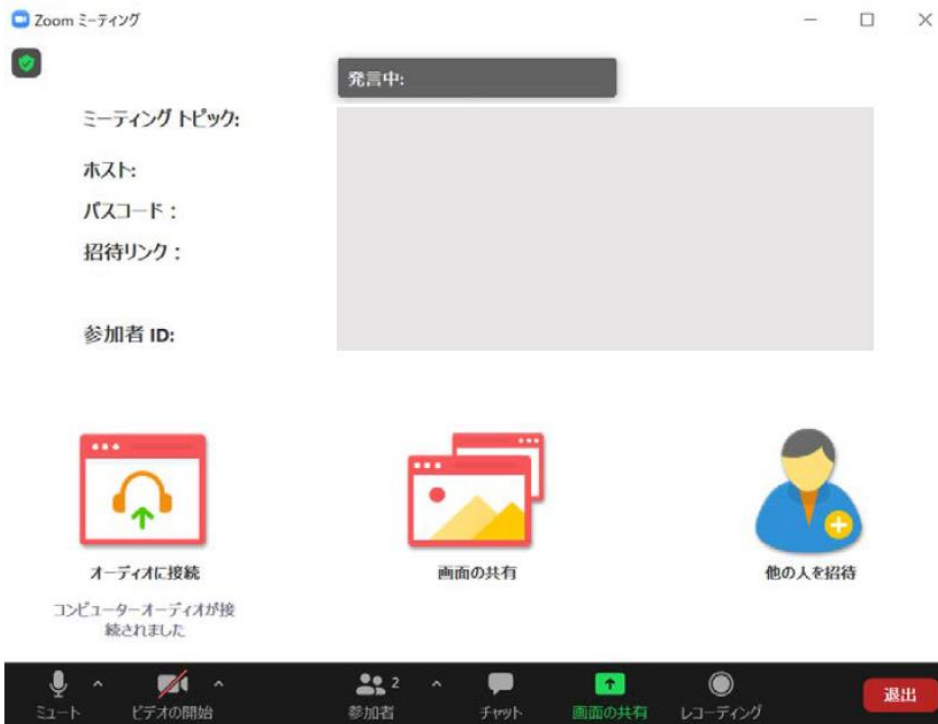 Zoom ミーティング
発言中:
ミーティング トピック:
ホスト:
パスコード：
招待リンク：
参加者 ID:
オーディオに接続
コンピューターオーディオが接
続されました
画面の共有
他の人を招待
ミュート
ビデオの開始
2
参加者
チャット
画面の共有
レコーディング
退出